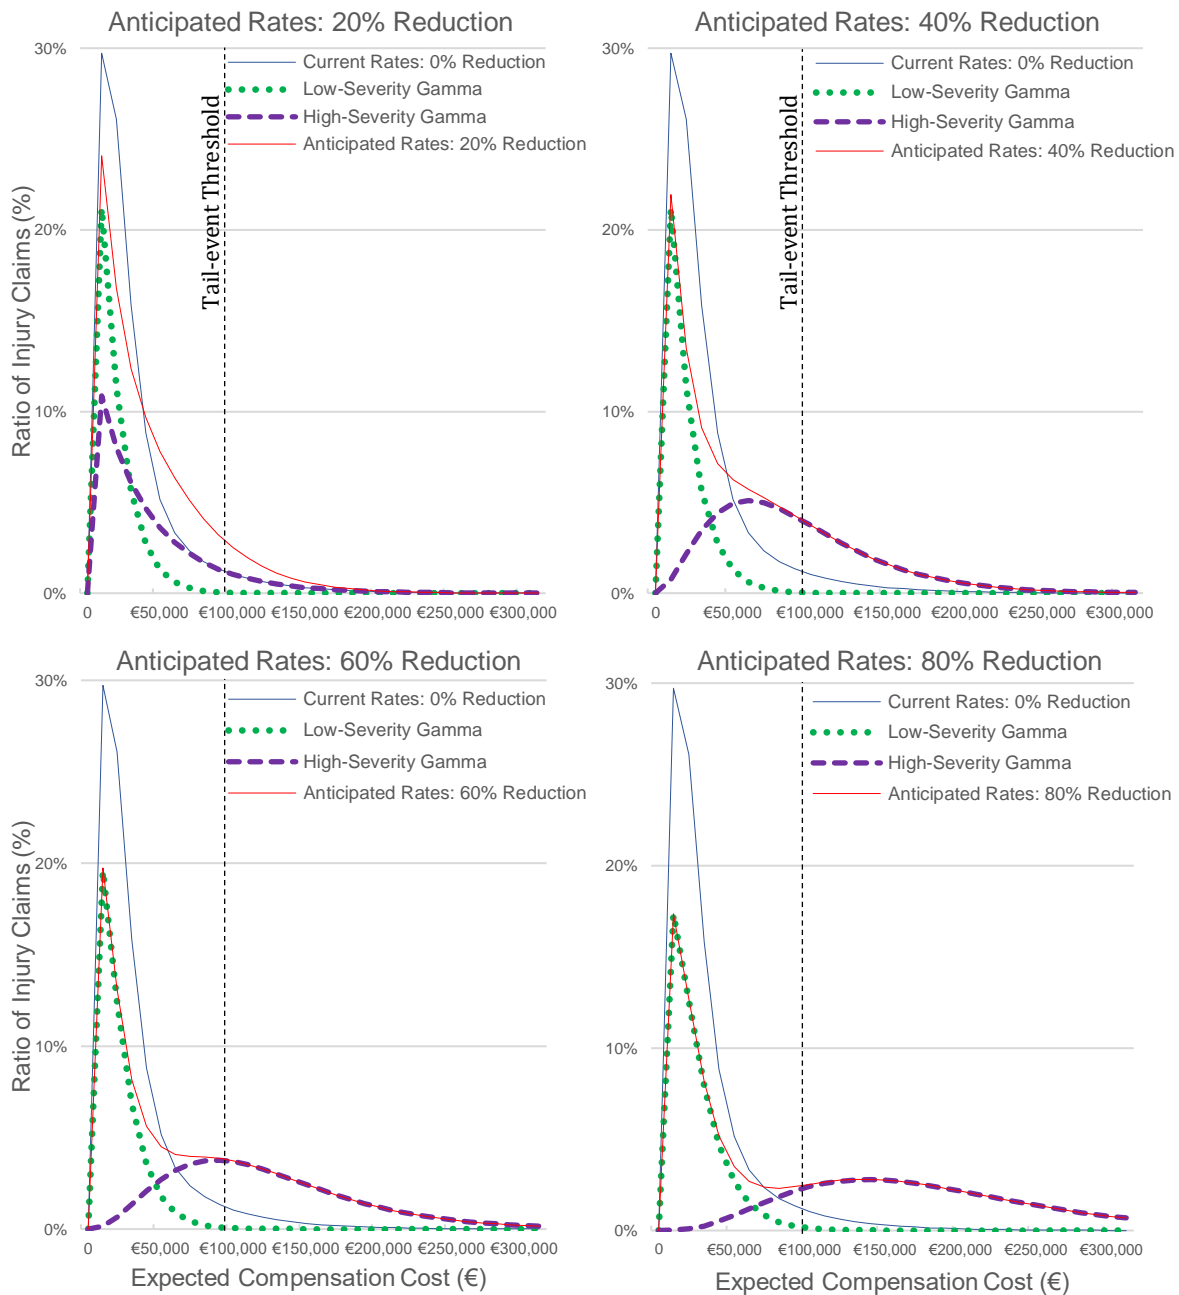 Anticipated Rates: 20% Reduction
30%
20%
10%
0%
Ratio of Injury Claims (%)
Current Rates: 0% Reduction
Low-Severity Gamma
High-Severity Gamma
Anticipated Rates: 20% Reduction
Tail-event Threshold
0 €50,000 €100,000 €150,000 €200,000 €250,000 €300,000
Anticipated Rates: 40% Reduction
30%
20%
10%
0%
Current Rates: 0% Reduction
Low-Severity Gamma
High-Severity Gamma
Anticipated Rates: 40% Reduction
Tail-event Threshold
0 €50,000 €100,000 €150,000 €200,000 €250,000 €300,000
Anticipated Rates: 60% Reduction
30%
20%
10%
0%
Ratio of Injury Claims (%)
Current Rates: 0% Reduction
Low-Severity Gamma
High-Severity Gamma
Anticipated Rates: 60% Reduction
0 €50,000 €100,000 €150,000 €200,000 €250,000 €300,000
Expected Compensation Cost (€)
Anticipated Rates: 80% Reduction
30%
20%
10%
0%
Current Rates: 0% Reduction
Low-Severity Gamma
High-Severity Gamma
Anticipated Rates: 80% Reduction
0 €50,000 €100,000 €150,000 €200,000 €250,000 €300,000
Expected Compensation Cost (€)